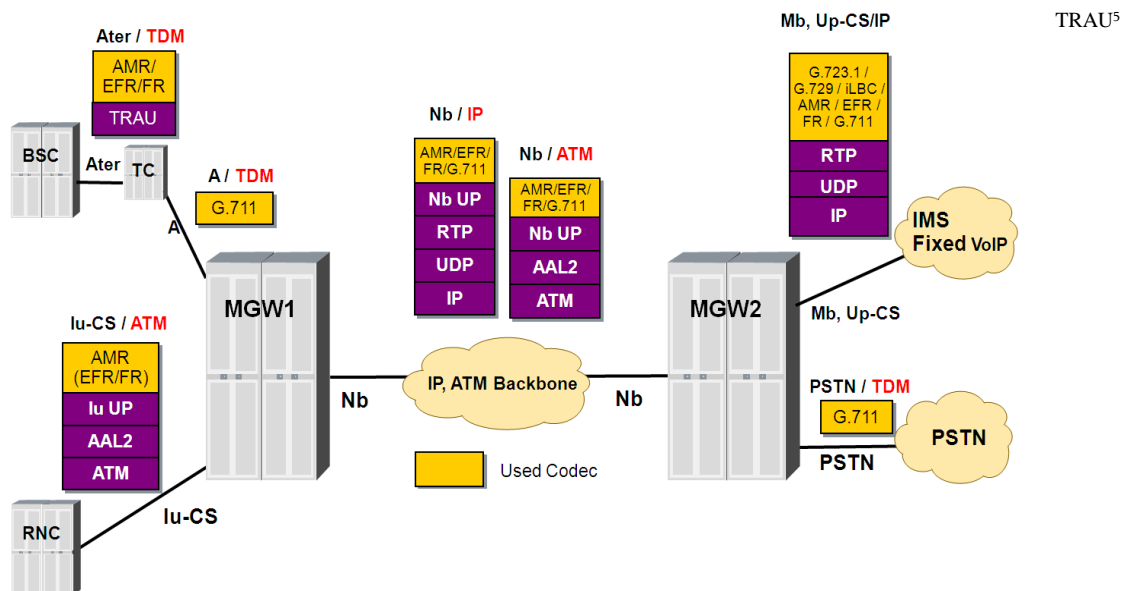 TRAU⁵
Mb, Up-CS/IP
G.723.1 /
G.729 / iLBC /
AMR / EFR /
FR / G.711
RTP
UDP
IP
Ater / TDM
AMR/
EFR/FR
TRAU
BSC
Ater
TC
A / TDM
G.711
A
Nb / IP
AMR/EFR/
FR/G.711
Nb UP
RTP
UDP
IP
Nb / ATM
AMR/EFR/
FR/G.711
Nb UP
AAL2
ATM
IMS
Fixed VoIP
Mb, Up-CS
MGW1
MGW2
Iu-CS / ATM
AMR
(EFR/FR)
Iu UP
AAL2
ATM
Nb
IP, ATM Backbone
Nb
PSTN / TDM
G.711
PSTN
PSTN
Used Codec
Iu-CS
RNC